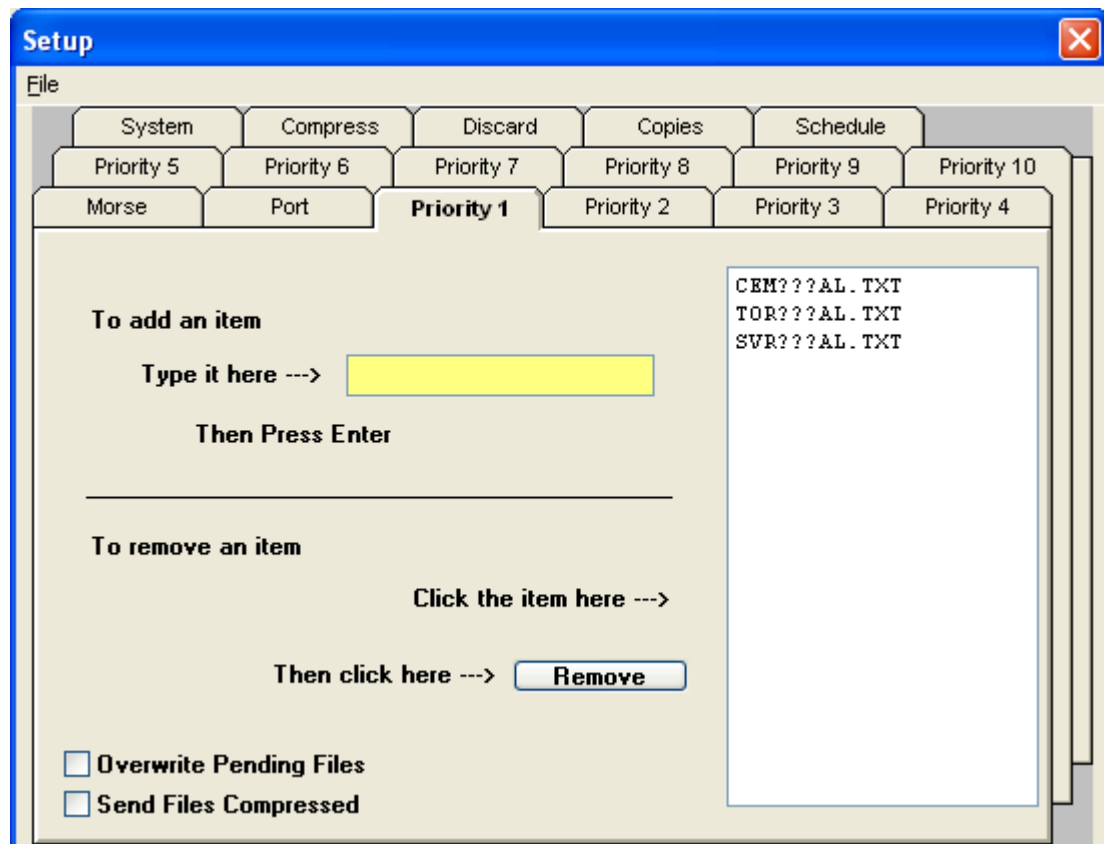 Setup
File
System Compress Discard Copies Schedule
Priority 5 Priority 6 Priority 7 Priority 8 Priority 9 Priority 10
Morse Port Priority 1 Priority 2 Priority 3 Priority 4
CEM???AL.TXT
TOR???AL.TXT
SVR???AL.TXT
To add an item
Type it here --->
Then Press Enter
To remove an item
Click the item here --->
Then click here ---> Remove
Overwrite Pending Files
Send Files Compressed